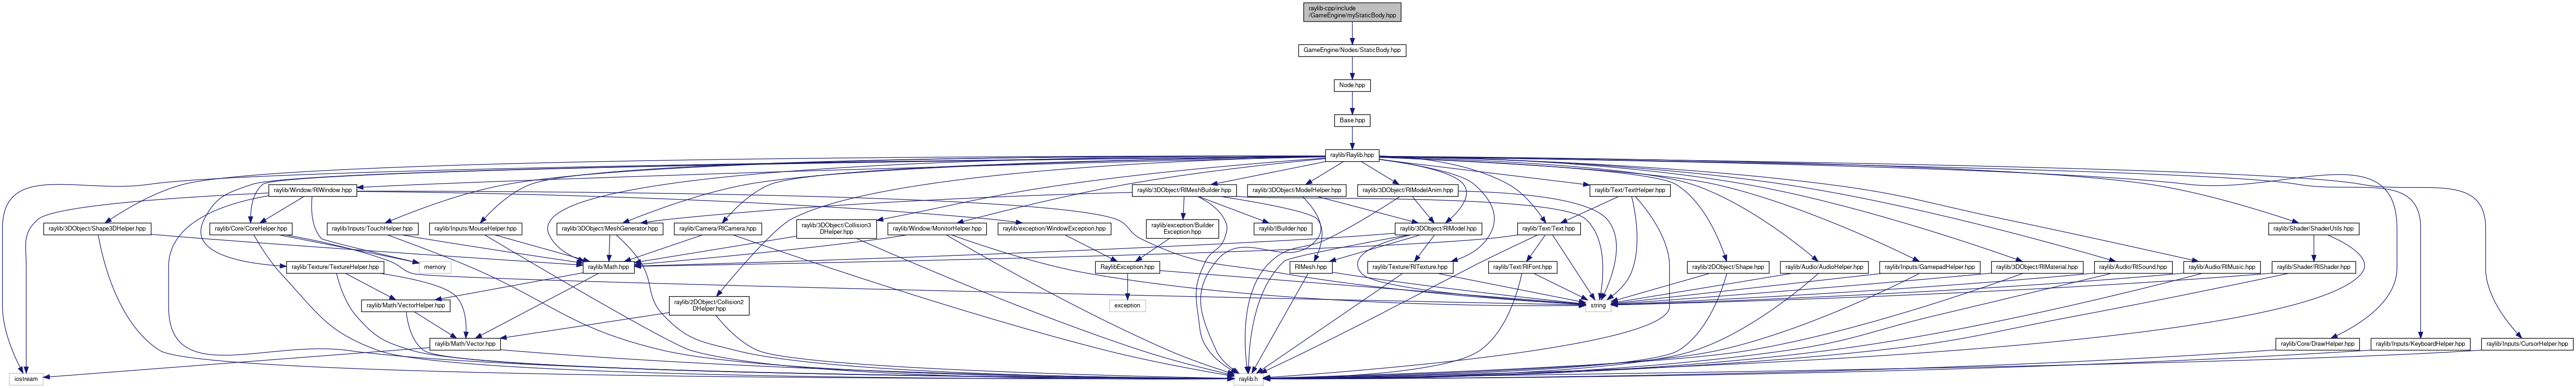 raylib-cpp/include
/GameEngine/myStaticBody.hpp
GameEngine/Nodes/StaticBody.hpp
Node.hpp
Base.hpp
raylib/Raylib.hpp
raylib/Window/RlWindow.hpp
raylib/3DObject/RlMeshBuilder.hpp
raylib/3DObject/ModelHelper.hpp
raylib/3DObject/RlModelAnim.hpp
raylib/Text/TextHelper.hpp
raylib/3DObject/Shape3DHelper.hpp
raylib/Core/CoreHelper.hpp
raylib/Inputs/TouchHelper.hpp
raylib/Inputs/MouseHelper.hpp
raylib/3DObject/MeshGenerator.hpp
raylib/Camera/RlCamera.hpp
raylib/3DObject/Collision3
DHelper.hpp
raylib/Window/MonitorHelper.hpp
raylib/exception/WindowException.hpp
raylib/exception/Builder
Exception.hpp
raylib/IBuilder.hpp
raylib/3DObject/RlModel.hpp
raylib/Text/Text.hpp
raylib/Shader/ShaderUtils.hpp
raylib/Texture/TextureHelper.hpp
memory
raylib/Math.hpp
RaylibException.hpp
RlMesh.hpp
raylib/Texture/RlTexture.hpp
raylib/Text/RlFont.hpp
raylib/2DObject/Shape.hpp
raylib/Audio/AudioHelper.hpp
raylib/Inputs/GamepadHelper.hpp
raylib/3DObject/RlMaterial.hpp
raylib/Audio/RlSound.hpp
raylib/Audio/RlMusic.hpp
raylib/Shader/RlShader.hpp
raylib/Math/VectorHelper.hpp
raylib/2DObject/Collision2
DHelper.hpp
exception
string
raylib/Math/Vector.hpp
raylib/Core/DrawHelper.hpp
raylib/Inputs/KeyboardHelper.hpp
raylib/Inputs/CursorHelper.hpp
iostream
raylib.h